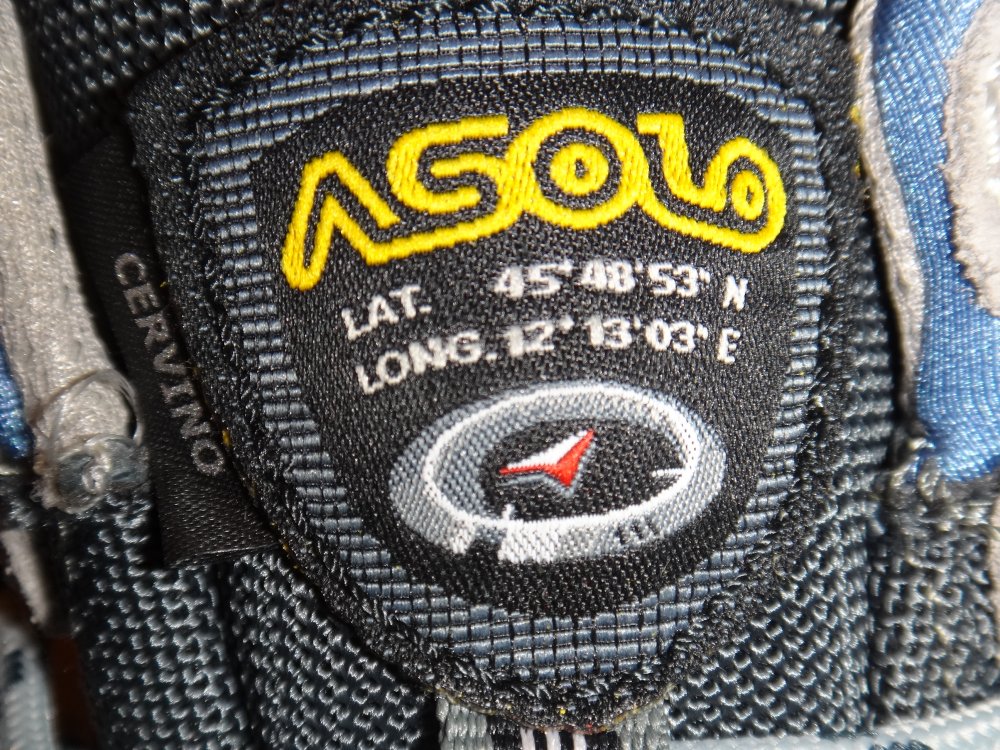 ASOLO
LAT. 45° 48' 53" N
LONG. 12° 13' 03" E
CERVINO